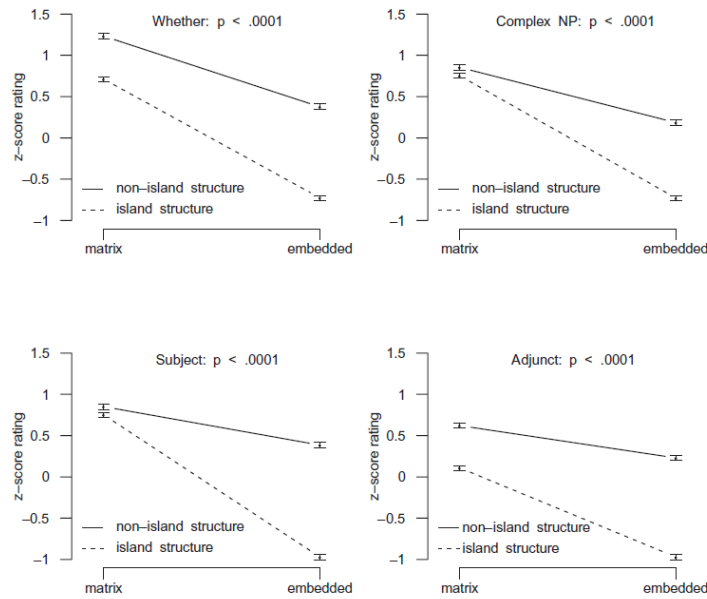 Whether: p < .0001
z−score rating
1.5
1
0.5
0
−0.5
−1
non−island structure
island structure
matrix embedded
Complex NP: p < .0001
z−score rating
1.5
1
0.5
0
−0.5
−1
non−island structure
island structure
matrix embedded
Subject: p < .0001
z−score rating
1.5
1
0.5
0
−0.5
−1
non−island structure
island structure
matrix embedded
Adjunct: p < .0001
z−score rating
1.5
1
0.5
0
−0.5
−1
non−island structure
island structure
matrix embedded